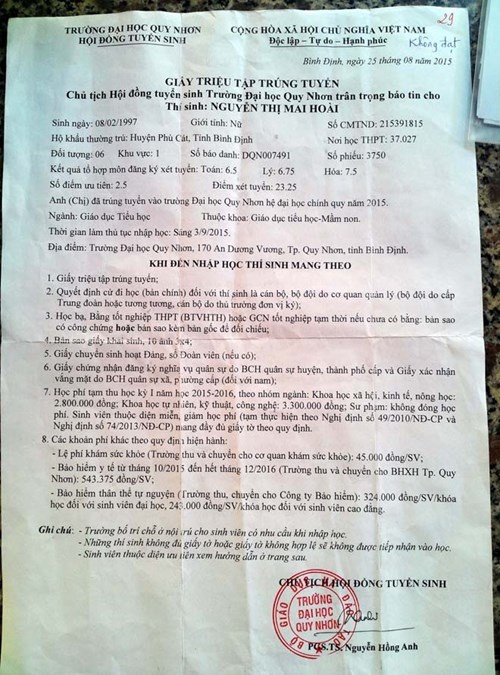 29
TRƯỜNG ĐẠI HỌC QUY NHƠN CỘNG HÒA XÃ HỘI CHỦ NGHĨA VIỆT NAM
HỘI ĐỒNG TUYỂN SINH Độc lập - Tự do - Hạnh phúc
Không đạt
Bình Định, ngày 25 tháng 08 năm 2015
GIẤY TRIỆU TẬP TRÚNG TUYỂN
Chủ tịch Hội đồng tuyển sinh Trường Đại học Quy Nhơn trân trọng báo tin cho
Thí sinh: NGUYỄN THỊ MAI HOÀI
Sinh ngày: 08/02/1997 Giới tính: Nữ Số CMTND: 215391815
Hộ khẩu thường trú: Huyện Phù Cát, Tỉnh Bình Định Nơi học THPT: 37.027
Đối tượng: 06 Khu vực: 1 Số báo danh: DQN007491 Số phiếu: 3750
Kết quả tổ hợp môn đăng ký xét tuyển: Toán: 6.5 Lý: 6.75 Hóa: 7.5
Số điểm ưu tiên: 2.5 Điểm xét tuyển: 23.25
Anh (Chị) đã trúng tuyển vào trường Đại học Quy Nhơn hệ đại học chính quy năm 2015.
Ngành: Giáo dục Tiểu học Thuộc khoa: Giáo dục tiểu học-Mầm non.
Thời gian làm thủ tục nhập học: Sáng 3/9/2015.
Địa điểm: Trường Đại học Quy Nhơn, 170 An Dương Vương, Tp. Quy Nhơn, tỉnh Bình Định.
KHI ĐẾN NHẬP HỌC THÍ SINH MANG THEO
1. Giấy triệu tập trúng tuyển;
2. Quyết định cử đi học (bản chính) đối với thí sinh là cán bộ, bộ đội do cơ quan quản lý (bộ đội do cấp
Trung đoàn hoặc tương tương, cán bộ do thủ trưởng đơn vị ký);
3. Học bạ, Bằng tốt nghiệp THPT (BTVHTH) hoặc GCN tốt nghiệp tạm thời nếu chưa có bằng: bản sao
có công chứng hoặc bản sao kèm bản gốc để đối chiếu;
4. Bản sao giấy khai sinh, 10 ảnh 3x4;
5. Giấy chuyển sinh hoạt Đảng, sổ Đoàn viên (nếu có);
6. Giấy chứng nhận đăng ký nghĩa vụ quân sự do BCH quân sự huyện, thành phố cấp và Giấy xác nhận
vắng mặt do BCH quân sự xã, phường cấp (đối với nam);
7. Học phí tạm thu học kỳ I năm học 2015-2016, theo nhóm ngành: Khoa học xã hội, kinh tế, nông học:
2.800.000 đồng; Khoa học tự nhiên, kỹ thuật, công nghệ: 3.300.000 đồng; Sư phạm: không đóng học
phí. Sinh viên thuộc diện miễn, giảm học phí (tạm thực hiện theo Nghị định số 49/2010/NĐ-CP và
Nghị định số 74/2013/NĐ-CP) mang đầy đủ giấy tờ theo quy định.
8. Các khoản phí khác theo quy định hiện hành:
- Lệ phí khám sức khỏe (Trường thu và chuyển cho cơ quan khám sức khỏe): 45.000 đồng/SV;
- Bảo hiểm y tế từ tháng 10/2015 đến hết tháng 12/2016 (Trường thu và chuyển cho BHXH Tp. Quy
Nhơn): 543.375 đồng/SV;
- Bảo hiểm thân thể tự nguyện (Trường thu, chuyển cho Công ty Bảo hiểm): 324.000 đồng/SV/khóa
học đối với sinh viên đại học, 243.000 đồng/SV/khóa học đối với sinh viên cao đẳng.
Ghi chú: - Trường bố trí chỗ ở nội trú cho sinh viên có nhu cầu khi nhập học.
- Những thí sinh không đủ giấy tờ hoặc giấy tờ không hợp lệ sẽ không được tiếp nhận vào học.
- Sinh viên thuộc diện ưu tiên xem hướng dẫn ở trang sau.
CHỦ TỊCH HỘI ĐỒNG TUYỂN SINH
BỘ GIÁO DỤC VÀ ĐÀO TẠO
TRƯỜNG
ĐẠI HỌC
QUY NHƠN
PGS.TS. Nguyễn Hồng Anh